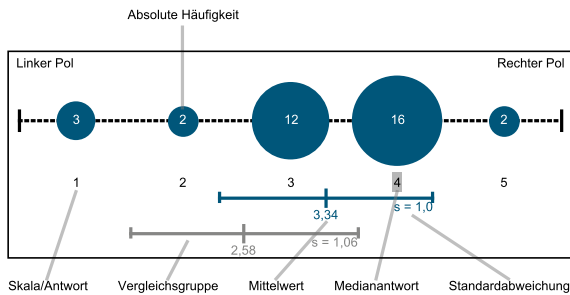 Absolute Häufigkeit
Linker Pol Rechter Pol
3 2 12 16 2
1 2 3 4 5
3,34 s = 1,0
2,58 s = 1,06
Skala/Antwort Vergleichsgruppe Mittelwert Medianantwort Standardabweichung